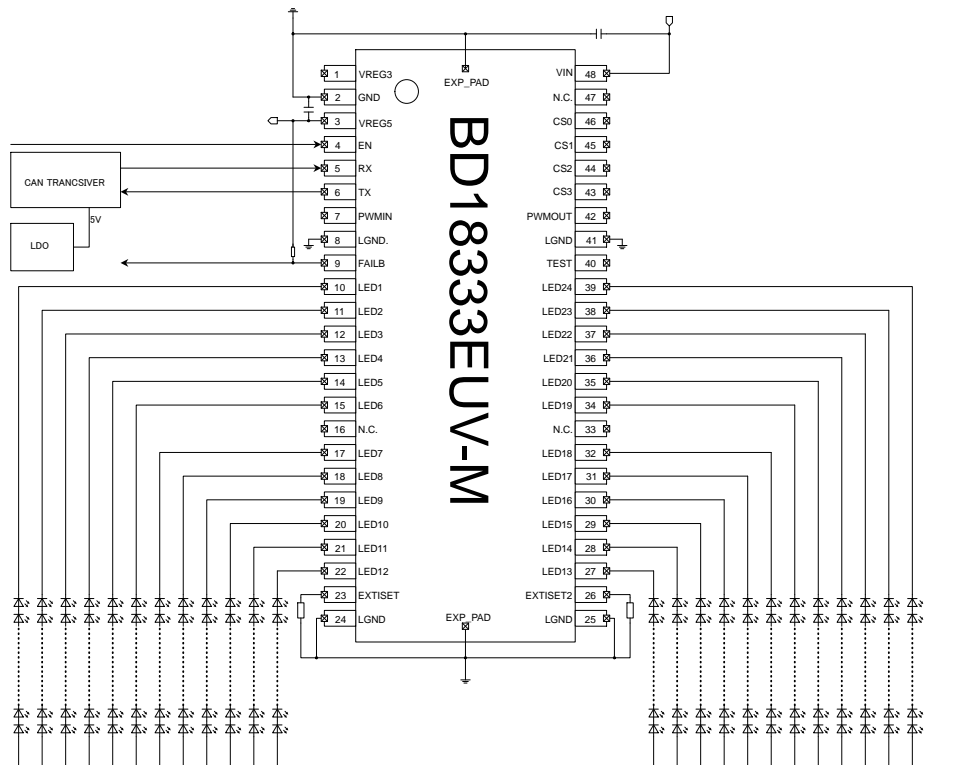 EXP_PAD
1 VREG3
2 GND
3 VREG5
4 EN
5 RX
6 TX
7 PWMIN
8 LGND.
9 FAILB
10 LED1
11 LED2
12 LED3
13 LED4
14 LED5
15 LED6
16 N.C.
17 LED7
18 LED8
19 LED9
20 LED10
21 LED11
22 LED12
23 EXTISET
24 LGND
CAN TRANCSIVER
5V
LDO
BD18333EUV-M
VIN 48
N.C. 47
CS0 46
CS1 45
CS2 44
CS3 43
PWMOUT 42
LGND 41
TEST 40
LED24 39
LED23 38
LED22 37
LED21 36
LED20 35
LED19 34
N.C. 33
LED18 32
LED17 31
LED16 30
LED15 29
LED14 28
LED13 27
EXTISET2 26
LGND 25
EXP_PAD